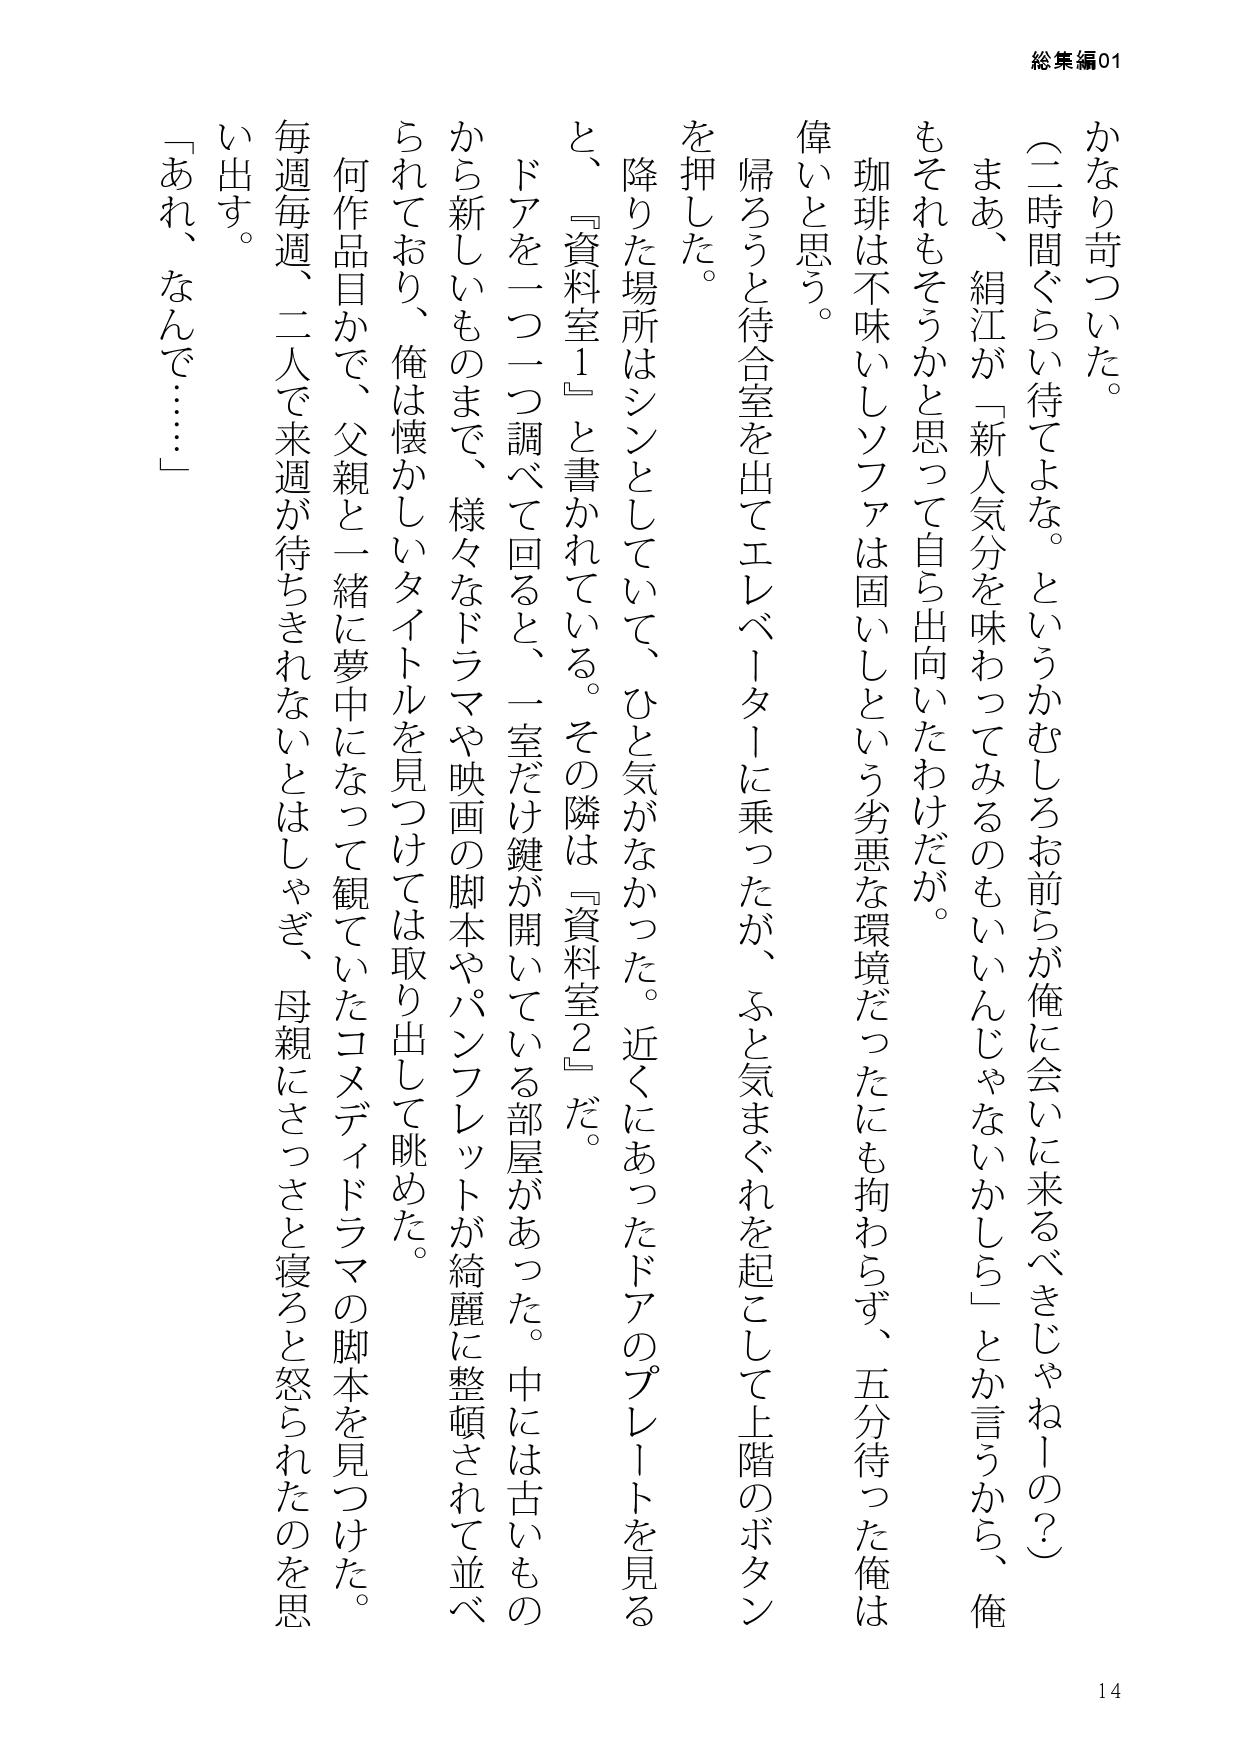 総集編01
かなり苛ついた。
（二時間ぐらい待てよな。というかむしろお前らが俺に会いに来るべきじゃねーの？）
まあ、絹江が「新人気分を味わってみるのもいいんじゃないかしら」とか言うから、俺
もそれもそうかと思って自ら出向いたわけだが。
珈琲は不味いしソファは固いしという劣悪な環境だったにも拘わらず、五分待った俺は
偉いと思う。
帰ろうと待合室を出てエレベーターに乗ったが、ふと気まぐれを起こして上階のボタン
を押した。
降りた場所はシンとしていて、ひと気がなかった。近くにあったドアのプレートを見る
と、『資料室１』と書かれている。その隣は『資料室２』だ。
ドアを一つ一つ調べて回ると、一室だけ鍵が開いている部屋があった。中には古いもの
から新しいものまで、様々なドラマや映画の脚本やパンフレットが綺麗に整頓されて並べ
られており、俺は懐かしいタイトルを見つけては取り出して眺めた。
何作品目かで、父親と一緒に夢中になって観ていたコメディドラマの脚本を見つけた。
毎週毎週、二人で来週が待ちきれないとはしゃぎ、母親にさっさと寝ろと怒られたのを思
い出す。
「あれ、なんで……」
14